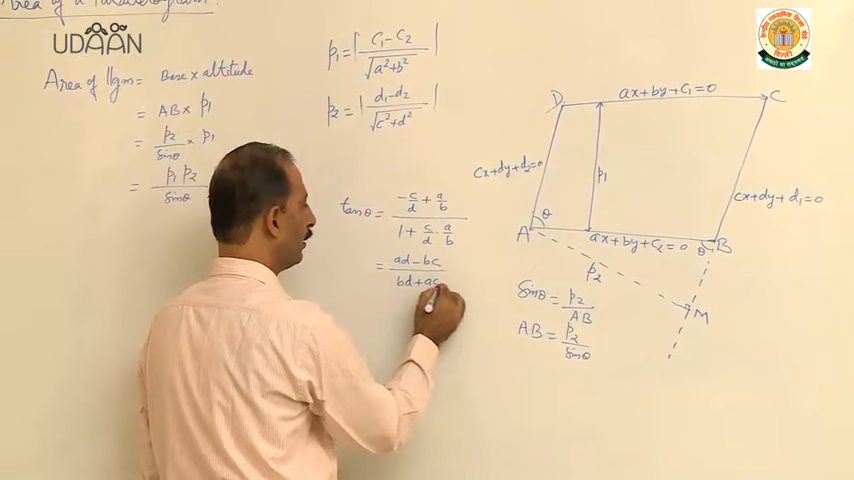 Area of a Parallelogram
UDAAN
Area of ||gm = Base × altitude
= AB × p₁
= p₂/sinθ × p₁
= p₁ p₂/sinθ
p₁ = |(C₁-C₂)/√(a²+b²)|
p₂ = |(d₁-d₂)/√(c²+d²)|
tanθ = (-c/d + a/b)/(1 + c/d · a/b)
= (ad-bc)/(bd+ac)
D ax+by+C₁=0 C
cx+dy+d₂=0
p₁
cx+dy+d₁=0
θ
A ax+by+C₂=0 θ B
p₂
M
Sinθ = p₂/AB
AB = p₂/sinθ